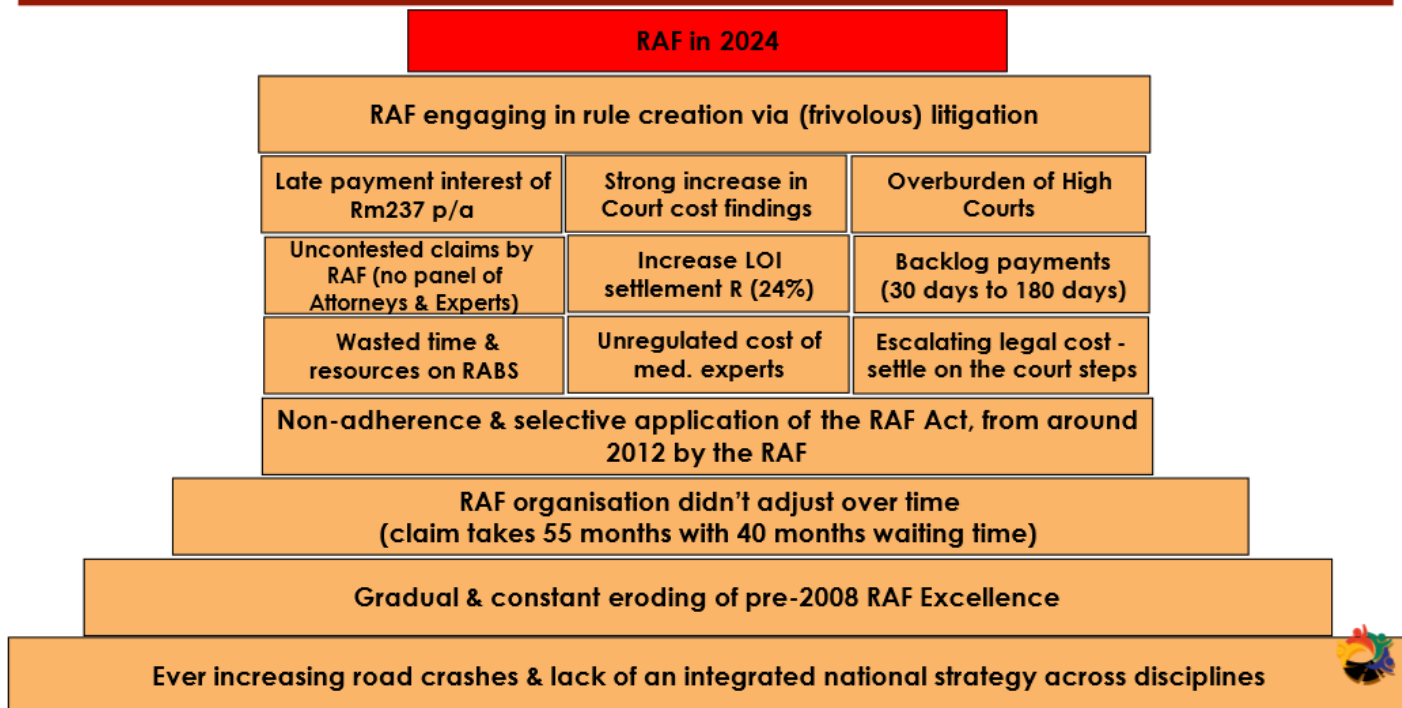 RAF in 2024
RAF engaging in rule creation via (frivolous) litigation
Late payment interest of
Rm237 p/a
Strong increase in
Court cost findings
Overburden of High
Courts
Uncontested claims by
RAF (no panel of
Attorneys & Experts)
Increase LOI
settlement R (24%)
Backlog payments
(30 days to 180 days)
Wasted time &
resources on RABS
Unregulated cost of
med. experts
Escalating legal cost -
settle on the court steps
Non-adherence & selective application of the RAF Act, from around
2012 by the RAF
RAF organisation didn't adjust over time
(claim takes 55 months with 40 months waiting time)
Gradual & constant eroding of pre-2008 RAF Excellence
Ever increasing road crashes & lack of an integrated national strategy across disciplines